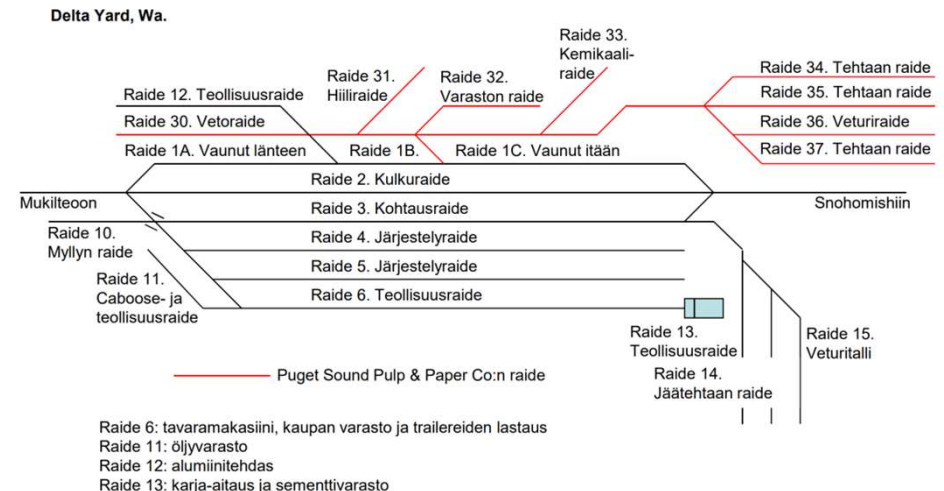 Delta Yard, Wa.
Raide 33.
Kemikaali-
raide
Raide 31.
Hiiliraide
Raide 32.
Varaston raide
Raide 34. Tehtaan raide
Raide 12. Teollisuusraide
Raide 35. Tehtaan raide
Raide 30. Vetoraide
Raide 36. Veturiraide
Raide 1A. Vaunut länteen
Raide 1B.
Raide 1C. Vaunut itään
Raide 37. Tehtaan raide
Raide 2. Kulkuraide
Mukilteoon
Raide 3. Kohtausraide
Snohomishiin
Raide 10.
Myllyn raide
Raide 4. Järjestelyraide
Raide 11.
Caboose- ja
teollisuusraide
Raide 5. Järjestelyraide
Raide 6. Teollisuusraide
Raide 13.
Teollisuusraide
Raide 15.
Veturitalli
Raide 14.
Jäätehtaan raide
Puget Sound Pulp & Paper Co:n raide
Raide 6: tavaramakasiini, kaupan varasto ja trailereiden lastaus
Raide 11: öljyvarasto
Raide 12: alumiinitehdas
Raide 13: karja-aitaus ja sementtivarasto